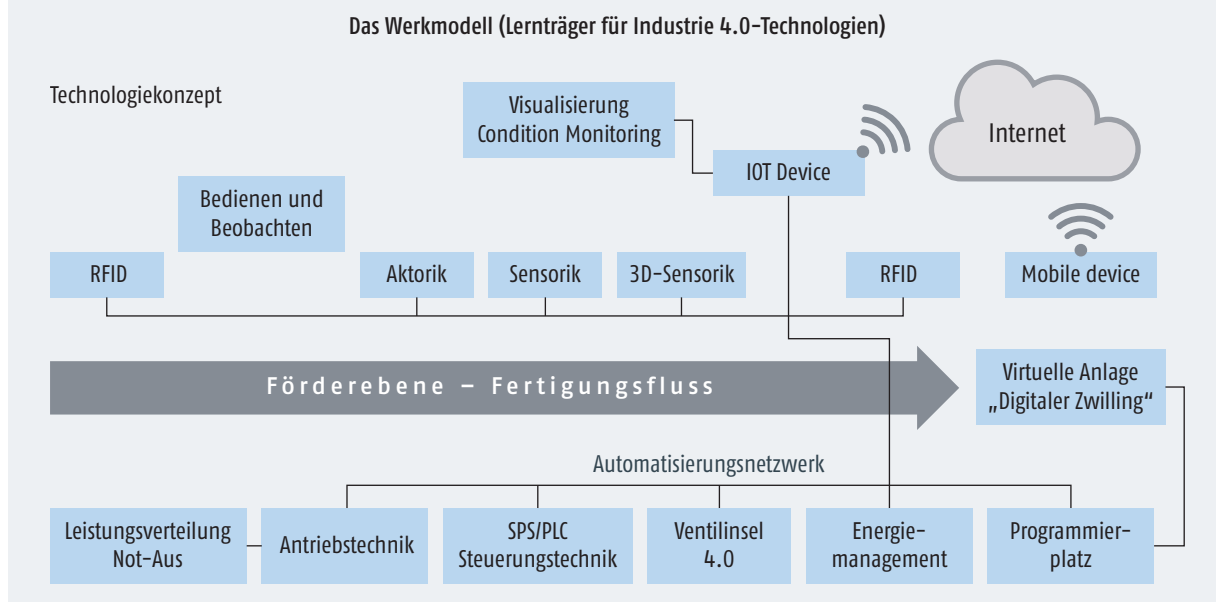 Das Werkmodell (Lernträger für Industrie 4.0-Technologien)
Technologiekonzept
Visualisierung
Condition Monitoring
IOT Device
Internet
Bedienen und
Beobachten
RFID
Aktorik
Sensorik
3D-Sensorik
RFID
Mobile device
Förderebene – Fertigungsfluss
Virtuelle Anlage
„Digitaler Zwilling“
Automatisierungsnetzwerk
Leistungsverteilung
Not-Aus
Antriebstechnik
SPS/PLC
Steuerungstechnik
Ventilinsel
4.0
Energie-
management
Programmier-
platz